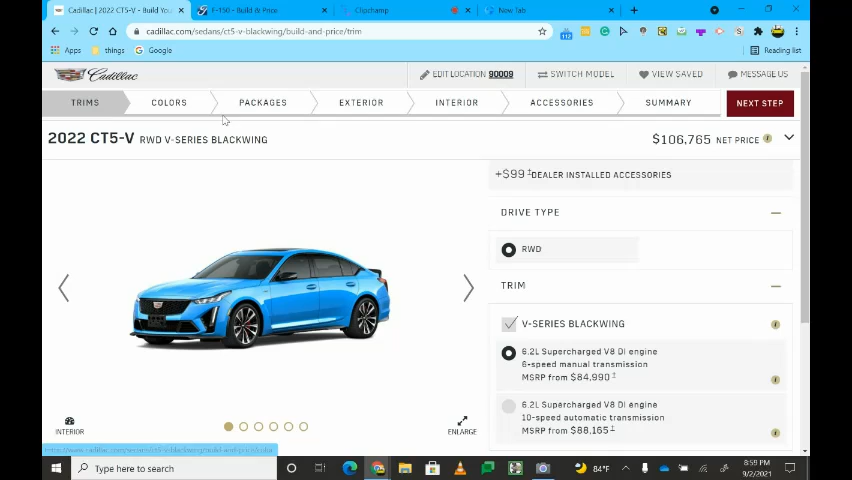 Cadillac | 2022 CT5-V - Build You
F-150 - Build & Price
Clipchamp
New Tab
cadillac.com/sedans/ct5-v-blackwing/build-and-price/trim
Apps
things
Google
Reading list
Cadillac
EDIT LOCATION 90009
SWITCH MODEL
VIEW SAVED
MESSAGE US
TRIMS
COLORS
PACKAGES
EXTERIOR
INTERIOR
ACCESSORIES
SUMMARY
NEXT STEP
2022 CT5-V RWD V-SERIES BLACKWING
$106,765 NET PRICE
+$99 ‡ DEALER INSTALLED ACCESSORIES
DRIVE TYPE
RWD
TRIM
V-SERIES BLACKWING
6.2L Supercharged V8 DI engine
6-speed manual transmission
MSRP from $84,990 †
6.2L Supercharged V8 DI engine
10-speed automatic transmission
MSRP from $88,165 †
INTERIOR
ENLARGE
Type here to search
84°F
8:59 PM
9/2/2021